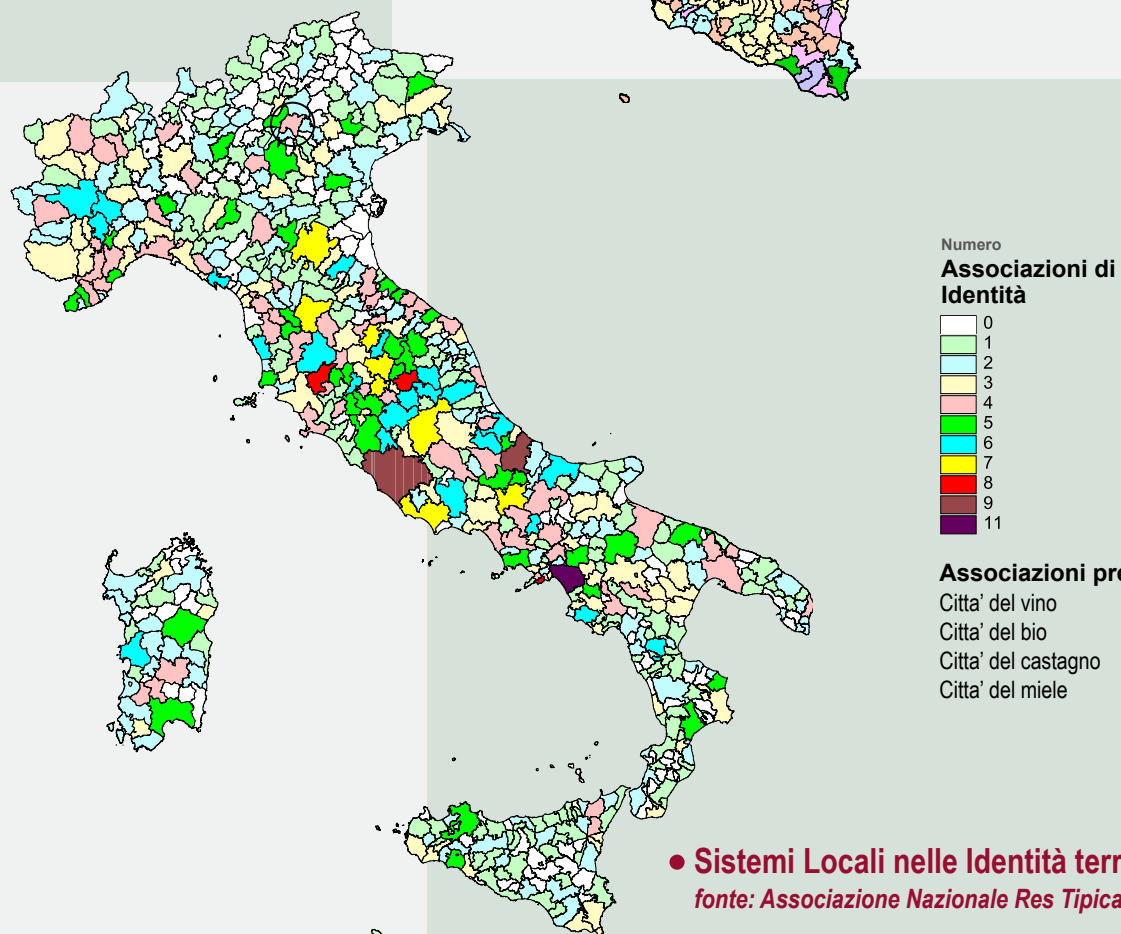 Numero
Associazioni di
Identità
0
1
2
3
4
5
6
7
8
9
11
Associazioni pre
Citta' del vino
Citta' del bio
Citta' del castagno
Citta' del miele
• Sistemi Locali nelle Identità terr
fonte: Associazione Nazionale Res Tipica